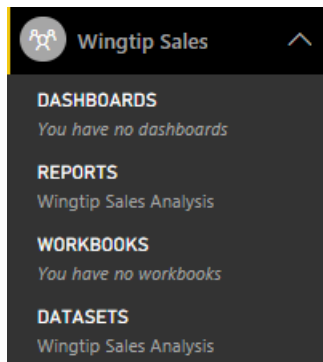 Wingtip Sales
DASHBOARDS
You have no dashboards
REPORTS
Wingtip Sales Analysis
WORKBOOKS
You have no workbooks
DATASETS
Wingtip Sales Analysis